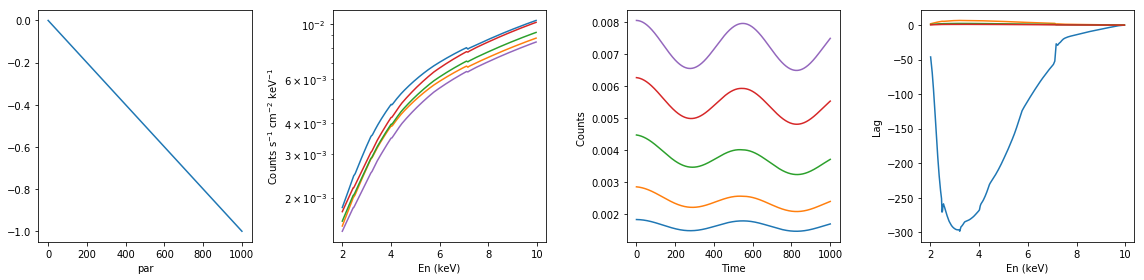 0.0
−0.2
−0.4
−0.6
−0.8
−1.0
0 200 400 600 800 1000
par
10⁻²
6 × 10⁻³
4 × 10⁻³
3 × 10⁻³
2 × 10⁻³
Counts s⁻¹ cm⁻² keV⁻¹
2 4 6 8 10
En (keV)
0.008
0.007
0.006
0.005
0.004
0.003
0.002
Counts
0 200 400 600 800 1000
Time
0
−50
−100
−150
−200
−250
−300
Lag
2 4 6 8 10
En (keV)